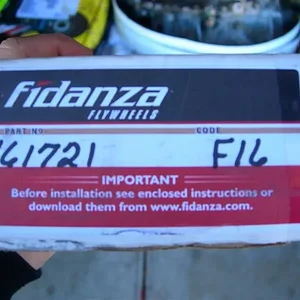 fidanza
FLYWHEELS
PART Nº CODE
161721 F16
IMPORTANT
Before installation see enclosed instructions or
download them from www.fidanza.com.